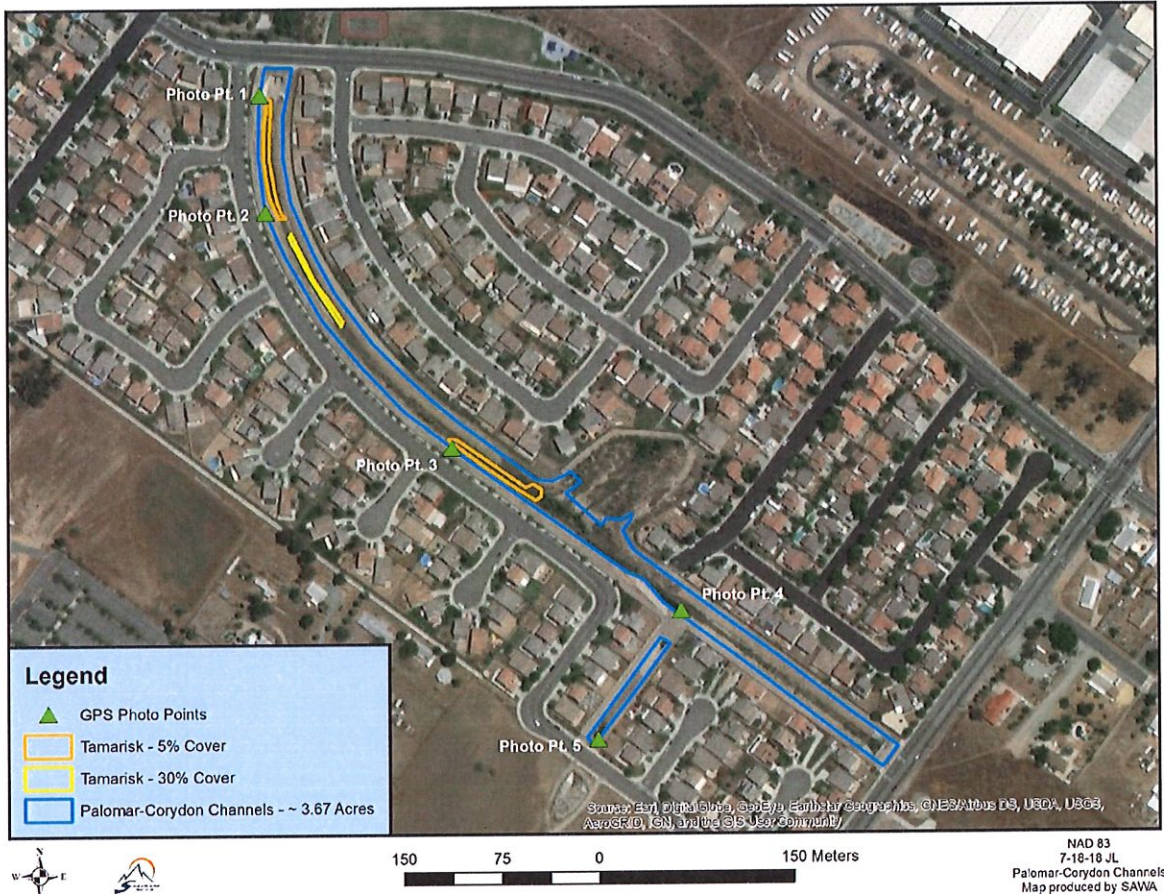 Photo Pt. 1
Photo Pt. 2
Photo Pt. 3
Photo Pt. 4
Photo Pt. 5
Legend
GPS Photo Points
Tamarisk - 5% Cover
Tamarisk - 30% Cover
Palomar-Corydon Channels - ~ 3.67 Acres
Source: Esri, DigitalGlobe, GeoEye, Earthstar Geographics, CNES/Airbus DS, USDA, USGS,
AeroGRID, IGN, and the GIS User Community
N
W E
S
150 75 0 150 Meters
NAD 83
7-18-18 JL
Palomar-Corydon Channels
Map produced by SAWA